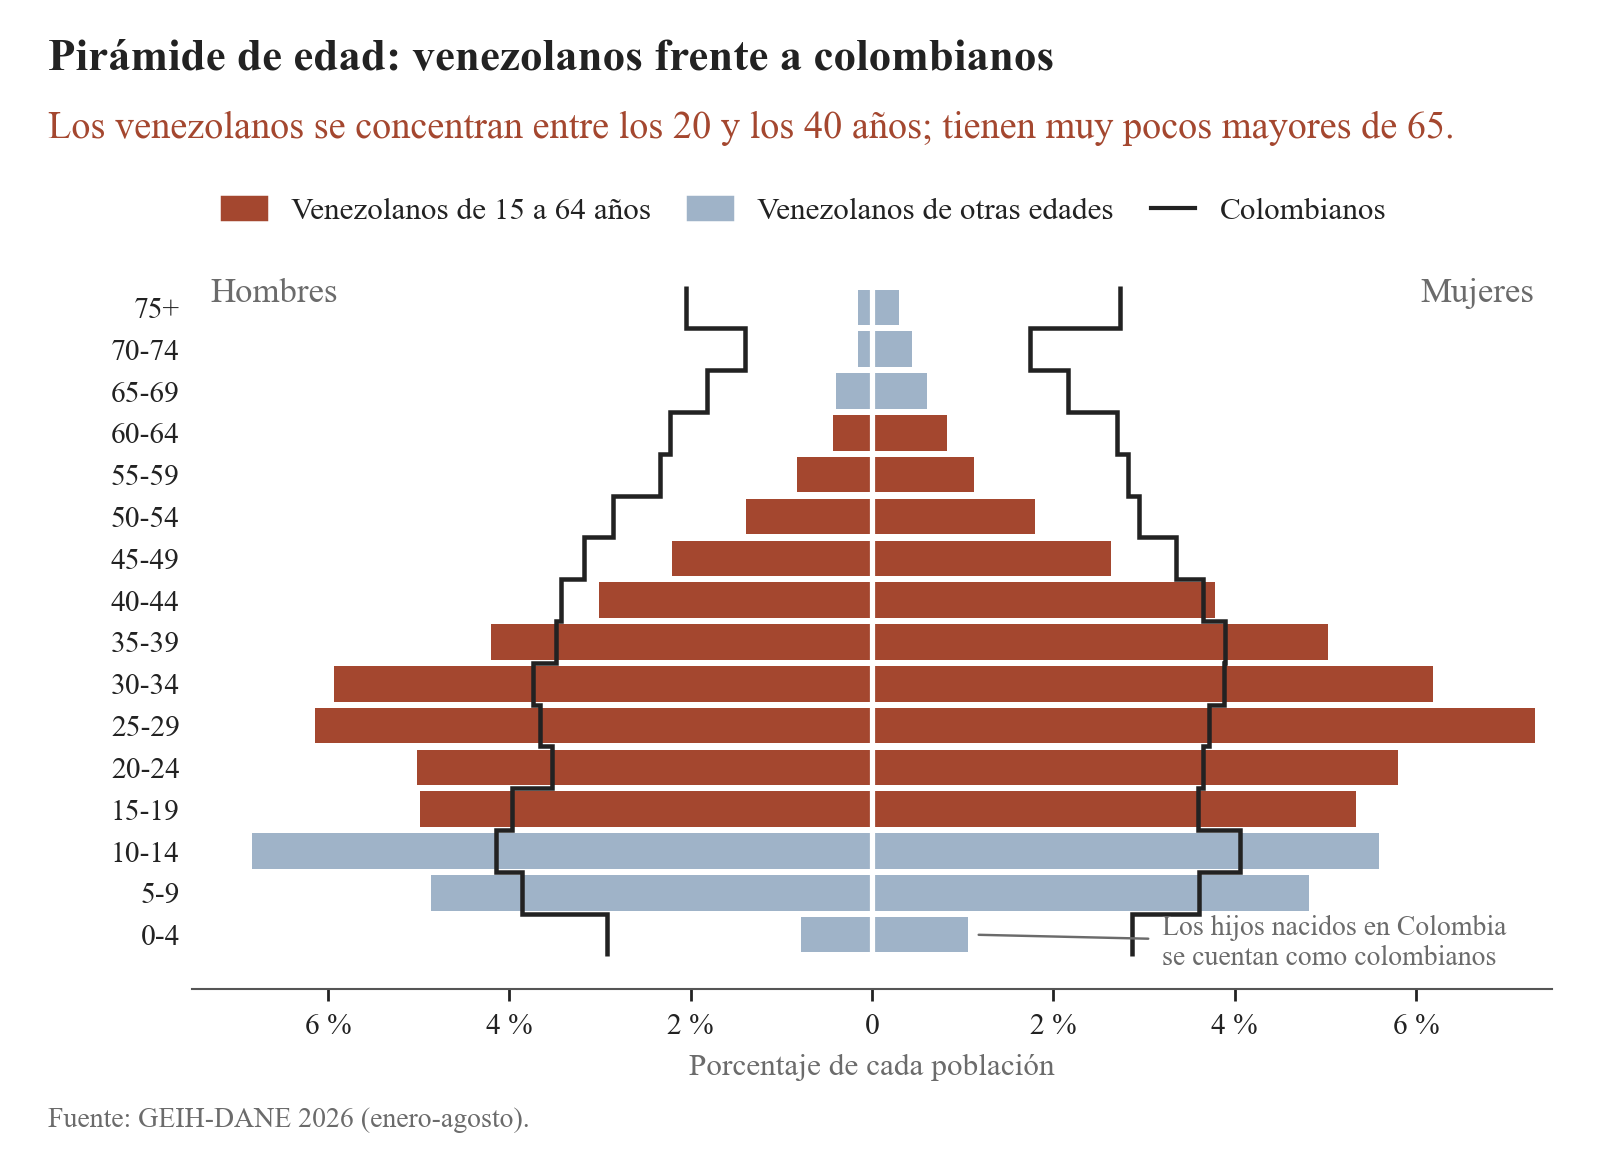 Pirámide de edad: venezolanos frente a colombianos
Los venezolanos se concentran entre los 20 y los 40 años; tienen muy pocos mayores de 65.
Venezolanos de 15 a 64 años
Venezolanos de otras edades
Colombianos
Hombres
Mujeres
75+
70-74
65-69
60-64
55-59
50-54
45-49
40-44
35-39
30-34
25-29
20-24
15-19
10-14
5-9
0-4
Los hijos nacidos en Colombia
se cuentan como colombianos
6 %
4 %
2 %
0
2 %
4 %
6 %
Porcentaje de cada población
Fuente: GEIH-DANE 2026 (enero-agosto).